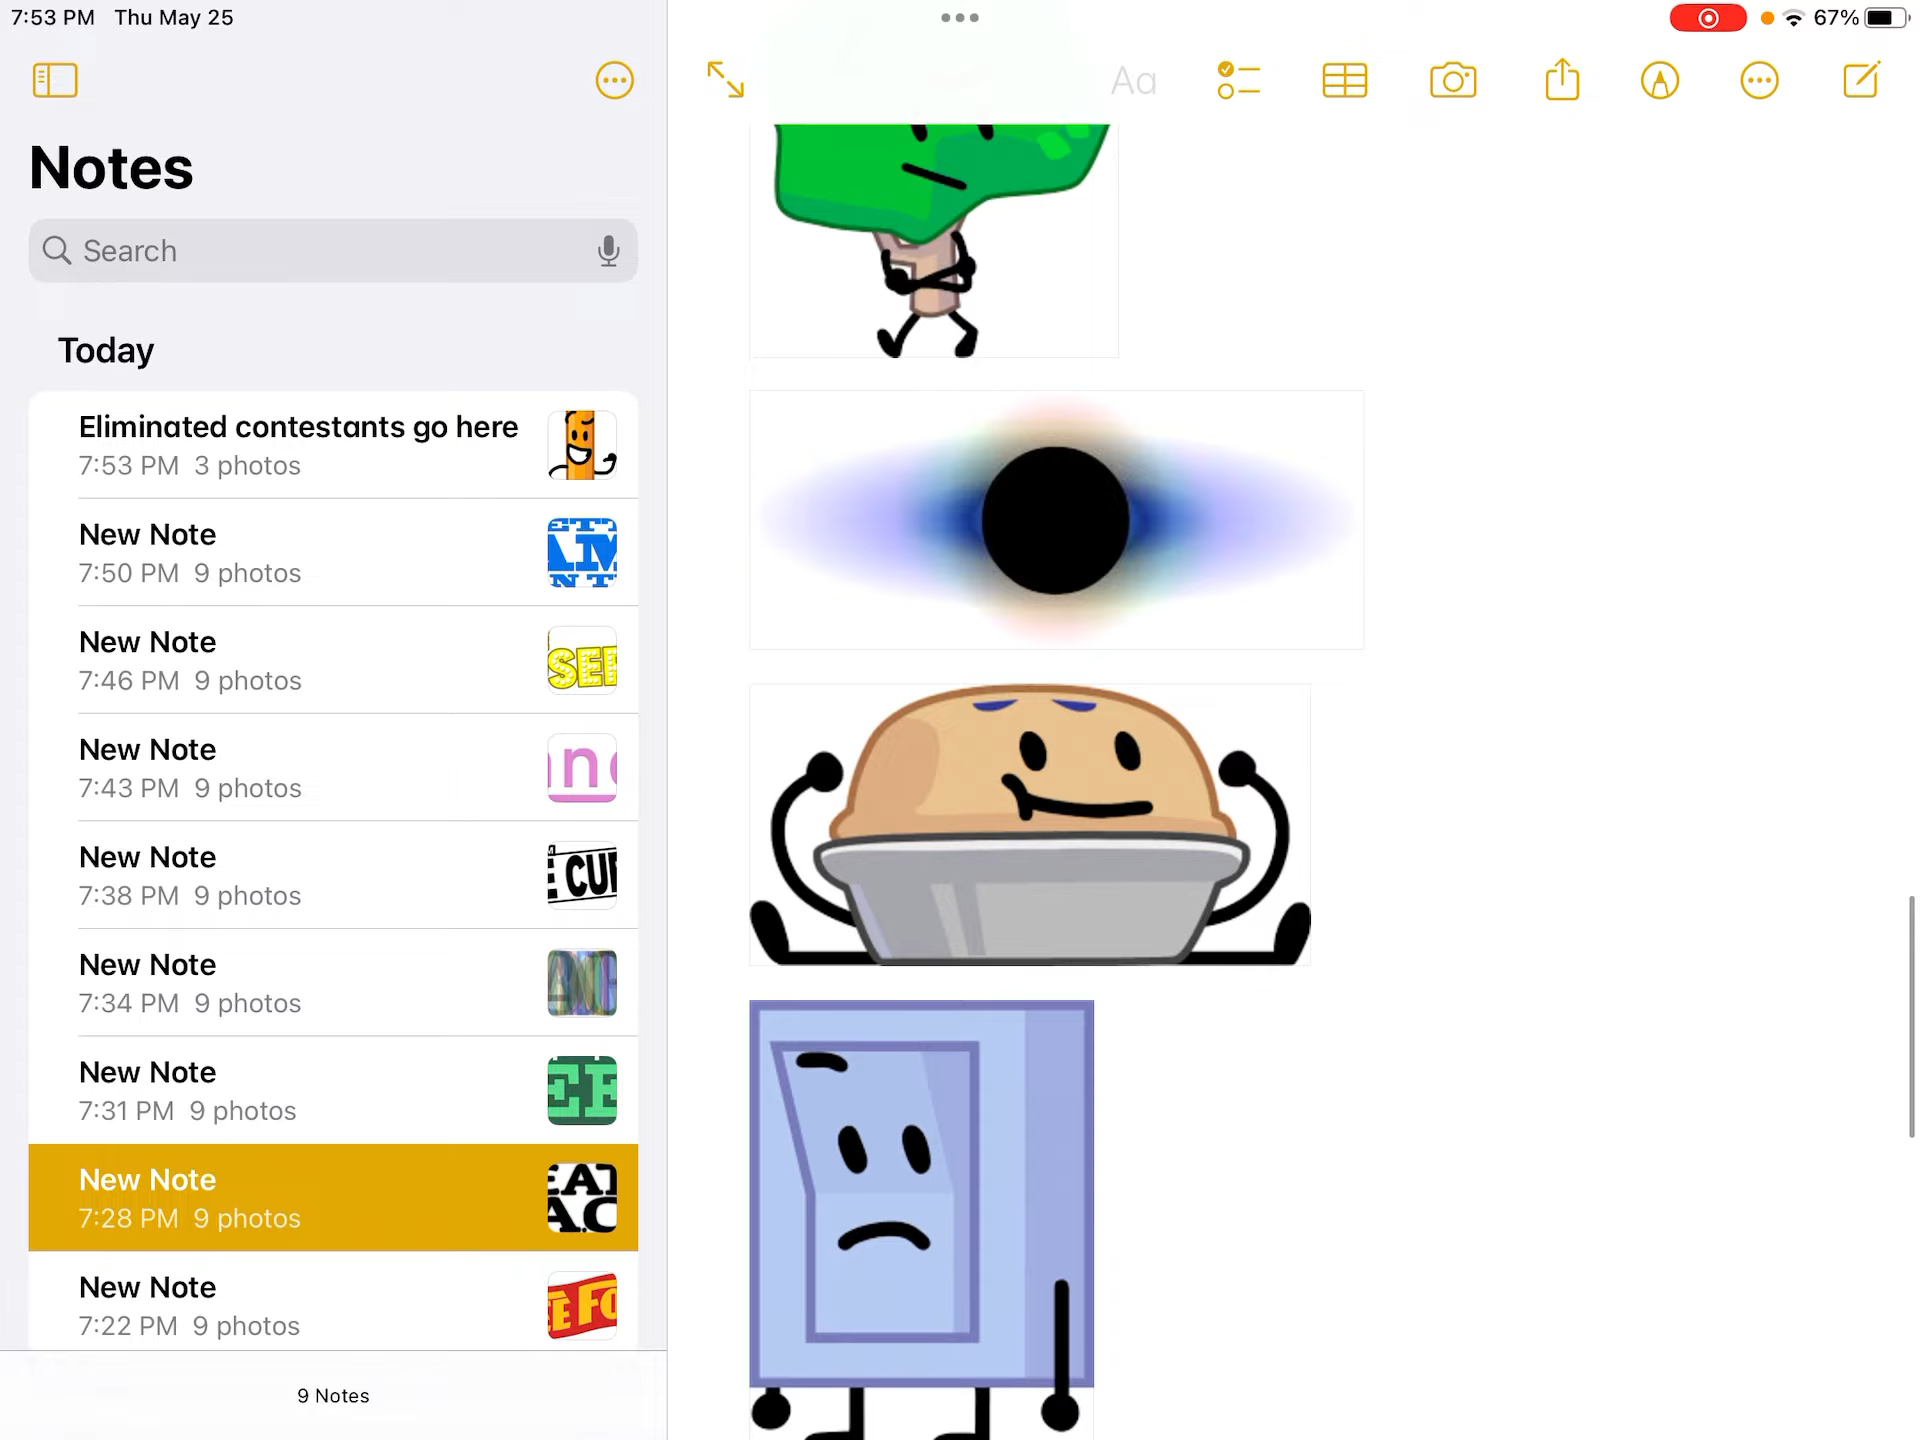 7:53 PM Thu May 25
67%
Aa
Notes
Search
Today
Eliminated contestants go here
7:53 PM 3 photos
New Note
7:50 PM 9 photos
New Note
7:46 PM 9 photos
New Note
7:43 PM 9 photos
New Note
7:38 PM 9 photos
New Note
7:34 PM 9 photos
New Note
7:31 PM 9 photos
New Note
7:28 PM 9 photos
New Note
7:22 PM 9 photos
9 Notes